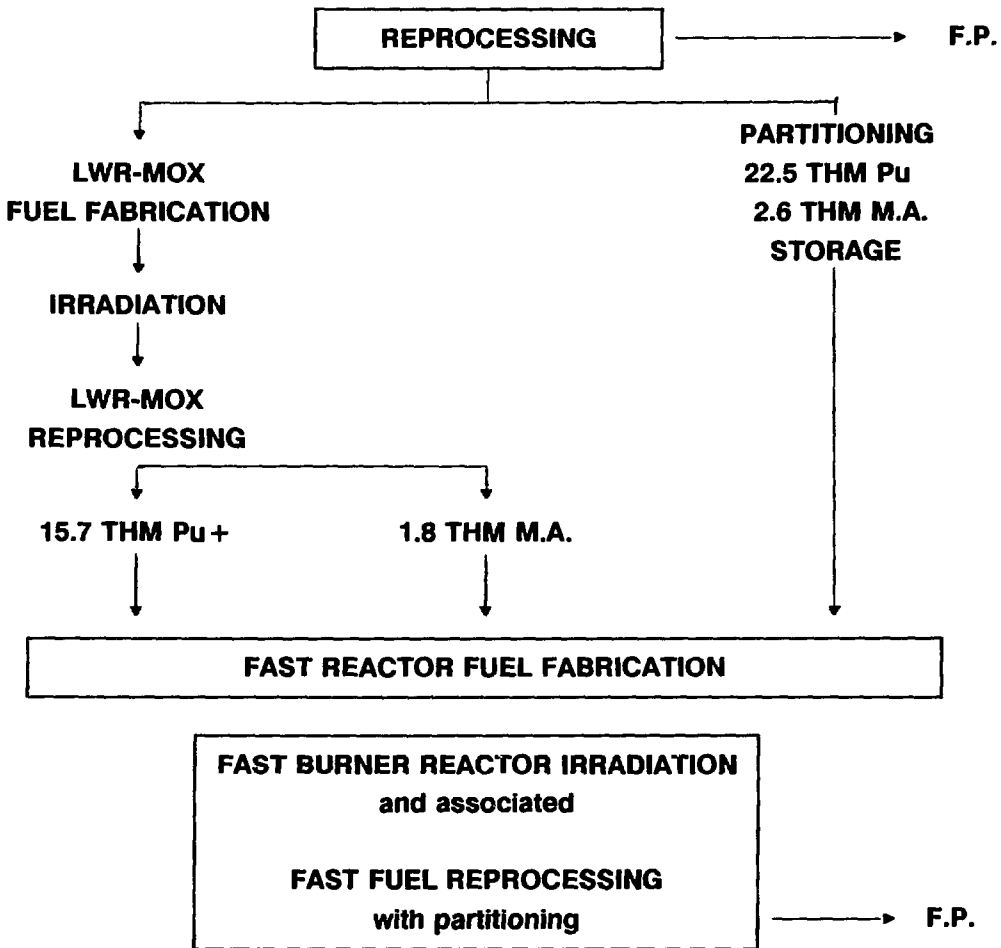 REPROCESSING
F.P.
PARTITIONING
22.5 THM Pu
2.6 THM M.A.
STORAGE
LWR-MOX
FUEL FABRICATION
IRRADIATION
LWR-MOX
REPROCESSING
15.7 THM Pu+
1.8 THM M.A.
FAST REACTOR FUEL FABRICATION
FAST BURNER REACTOR IRRADIATION
and associated
FAST FUEL REPROCESSING
with partitioning
F.P.